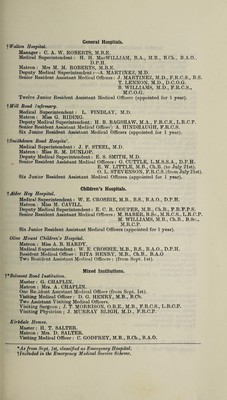 General Hospitals.
†Walton Hospital.
Manager: C. A. W. ROBERTS, M.B.E.
Medical Superintendent: H. H. MacWILLIAM, B.A., M.B., B.Ch., B.A.O.,
D.P.H.
Matron: Mrs M. M. ROBERTS, M.B.E.
Deputy Medical Superintendent:—A. MARTINEZ, M.D.
Senior Resident Assistant Medical Officers: J. MARTINEZ, M.D., F.R.C.S., B.S.
T. LENNON, M.D., D.C.O.G.
B. WILLIAMS, M.D., F.R.C.S.,
M.C.O.G.
Twelve Junior Resident Assistant Medical Officers (appointed for 1 year).
†Mill Road Infirmary.
Medical Superintendent: L. FINDLAY, M.D.
Matron: Miss G. RIDING.
Deputy Medical Superintendent: H. B. BAGSHAW, M.A., F.R.C.S., L.R.C.P.
Senior Resident Assistant Medical Officer: A. HINDHAUGH, F.R.C.S.
Six Junior Resident Assistant Medical Officers (appointed for 1 year).
†Smithdown Road Hospital.
Medical Superintendent: J. F. STEEL, M.D.
Matron: Miss R. M. DUNLOP.
Deputy Medical Superintendent: E. S. SMITH, M.D.
Senior Resident Assistant Medical Officers: G. CUTTLE, L.M.S.S.A., D.P.H.
E. W. LITTLE, M.B., Ch.B. (to July 21st).
O. L. STEVENSON, F.R.C.S. (from July 21st).
Six Junior Resident Assistant Medical Officers (appointed for 1 year).
Children's Hospitals.
†Alder Hey Hospital.
Medical Superintendent: W. E. CROSBIE, M.B., B.S., B.A.O., D.P.H.
Matron: Miss H. CAVILL.
Deputy Medical Superintendent: E. C. R. COUPER, M.B., Ch.B., F.R.F.P.S.
Senior Resident Assistant Medical Officers: M. BABER, B.Sc., M.R.C.S., L.R.C.P.
M. WILLIAMS, M.B., Ch.B., B.Sc.,
M.R.C.P.
Six Junior Resident Assistant Medical Officers (appointed for 1 year).
Olive Mount Children's Hospital.
Matron: Miss A. B. HARDY.
Medical Superintendent: W. E. CROSBIE, M.B., B.S., B.A.O., D.P.H.
Resident Medical Officer: RITA HENRY, M.B., Ch.B., B.A.O.
Two Resident Assistant Medical Officers: (from Sept. 1st).
Mixed Institutions.
†*Belmont Road Institution.
Master: G. CHAFLIN.
Matron: Mrs. A. CHAFLIN.
One Resident Assistant Medical Officer (from Sept. 1st).
Visiting Medical Officer: D. G. HENRY, M.B., B.Ch.
Two Assistant Visiting Medical Officers.
Visiting Surgeon: J. T. MORRISON, O.B.E., M.B., F.R.C.S., L.R.C.P.
Visiting Physician: J. MURRAY BLIGH, M.D., F.R.C.P.
Kirkdale Homes.
Master: H. T. SALTER.
Matron: Mrs. D. SALTER.
Visiting Medical Officer: C. GODFREY, M.B., B.Ch., B.A.O.
*As from Sept. 1st, classified as Emergency Hospital.
†Included in the Emergency Medical Service Scheme.